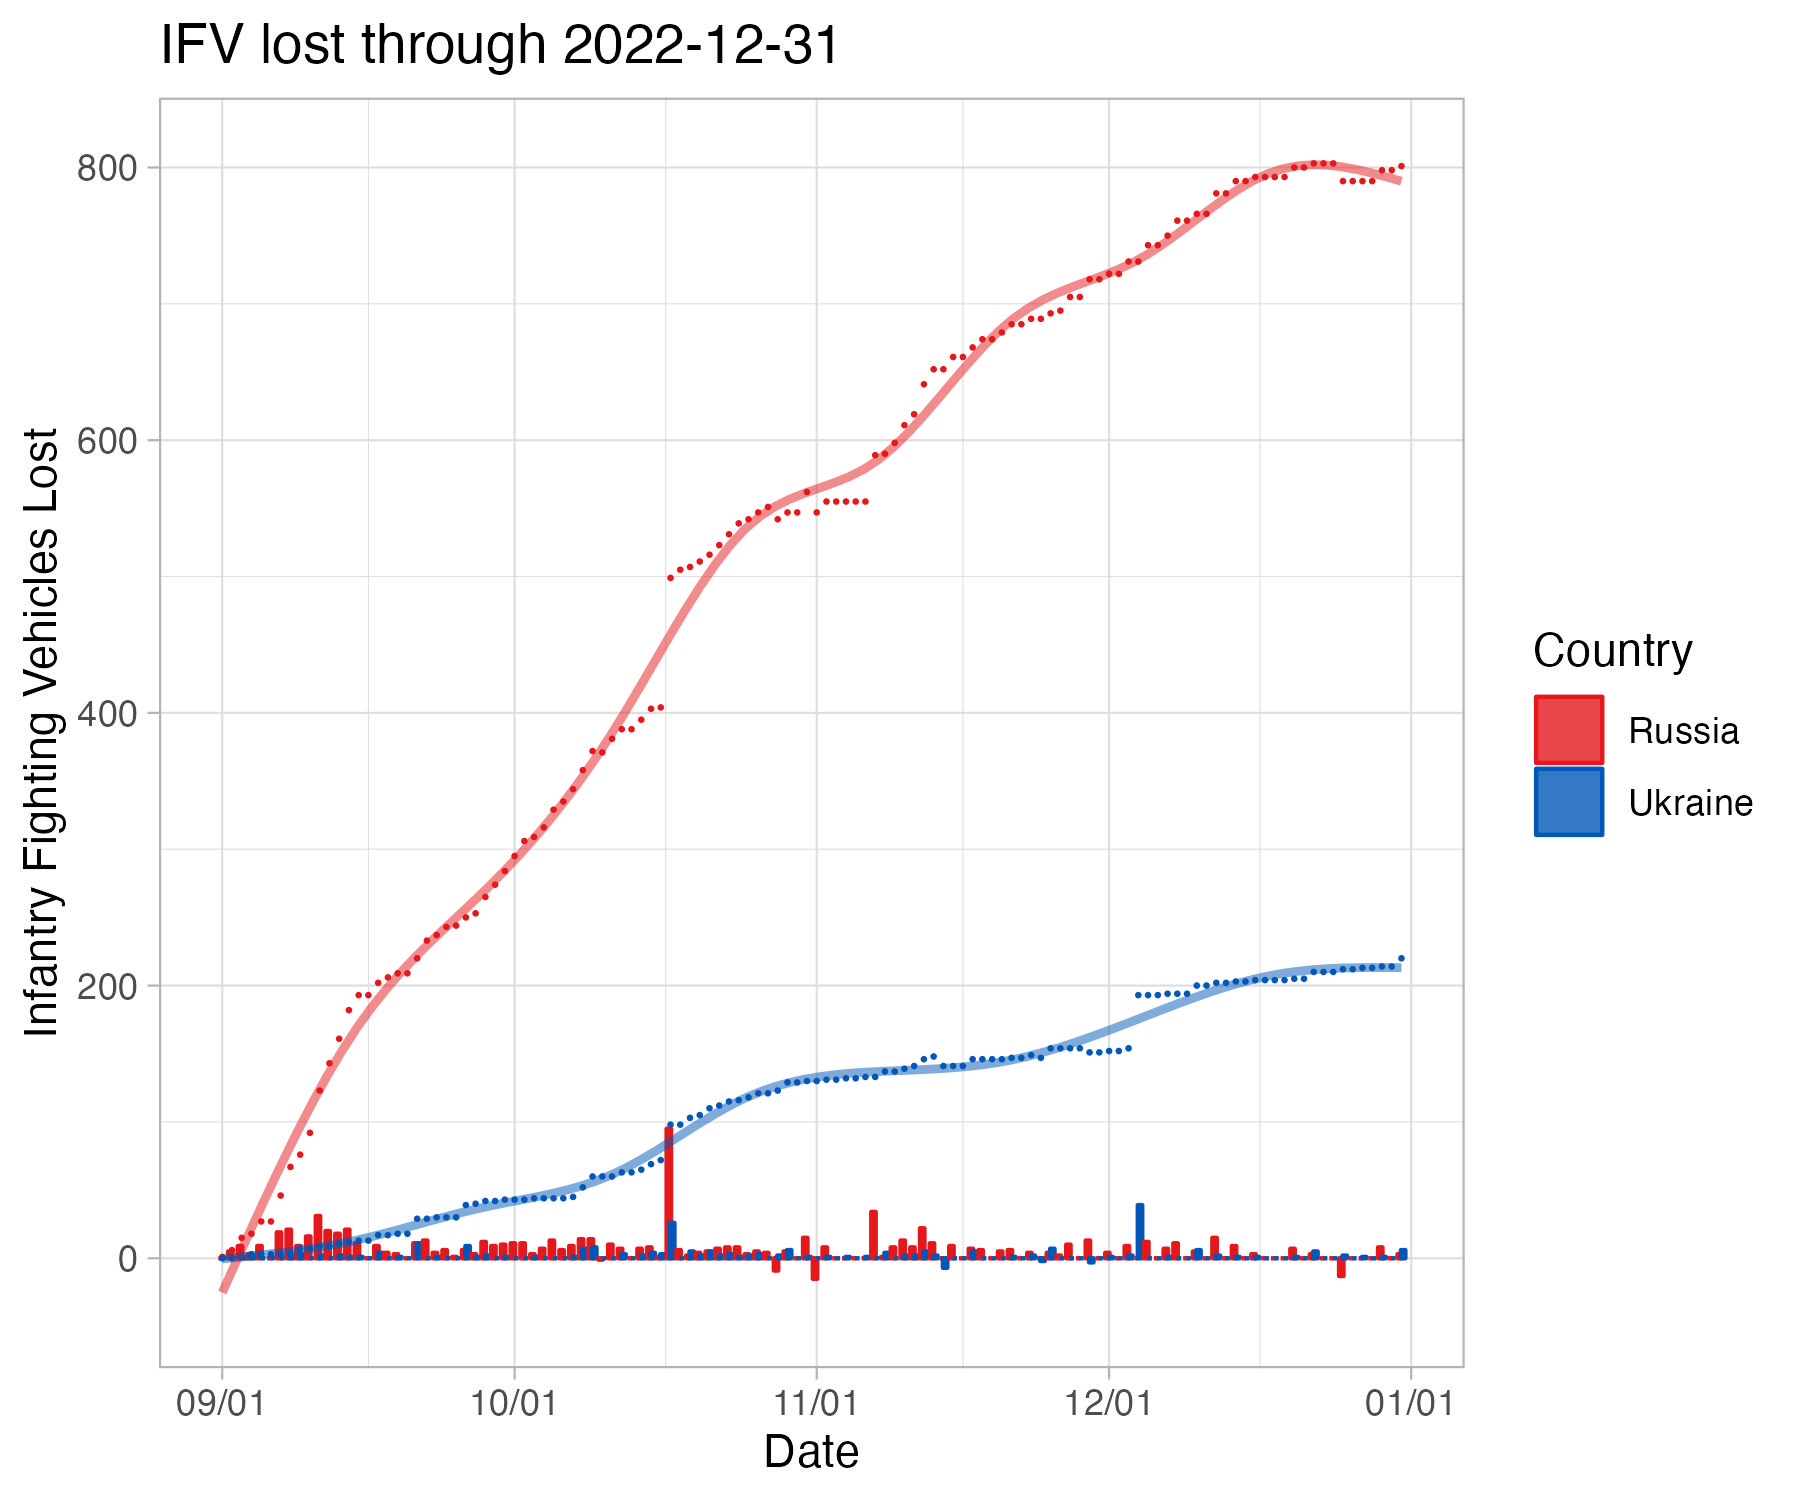 IFV lost through 2022-12-31
Infantry Fighting Vehicles Lost
800
600
400
200
0
09/01
10/01
11/01
12/01
01/01
Date
Country
Russia
Ukraine